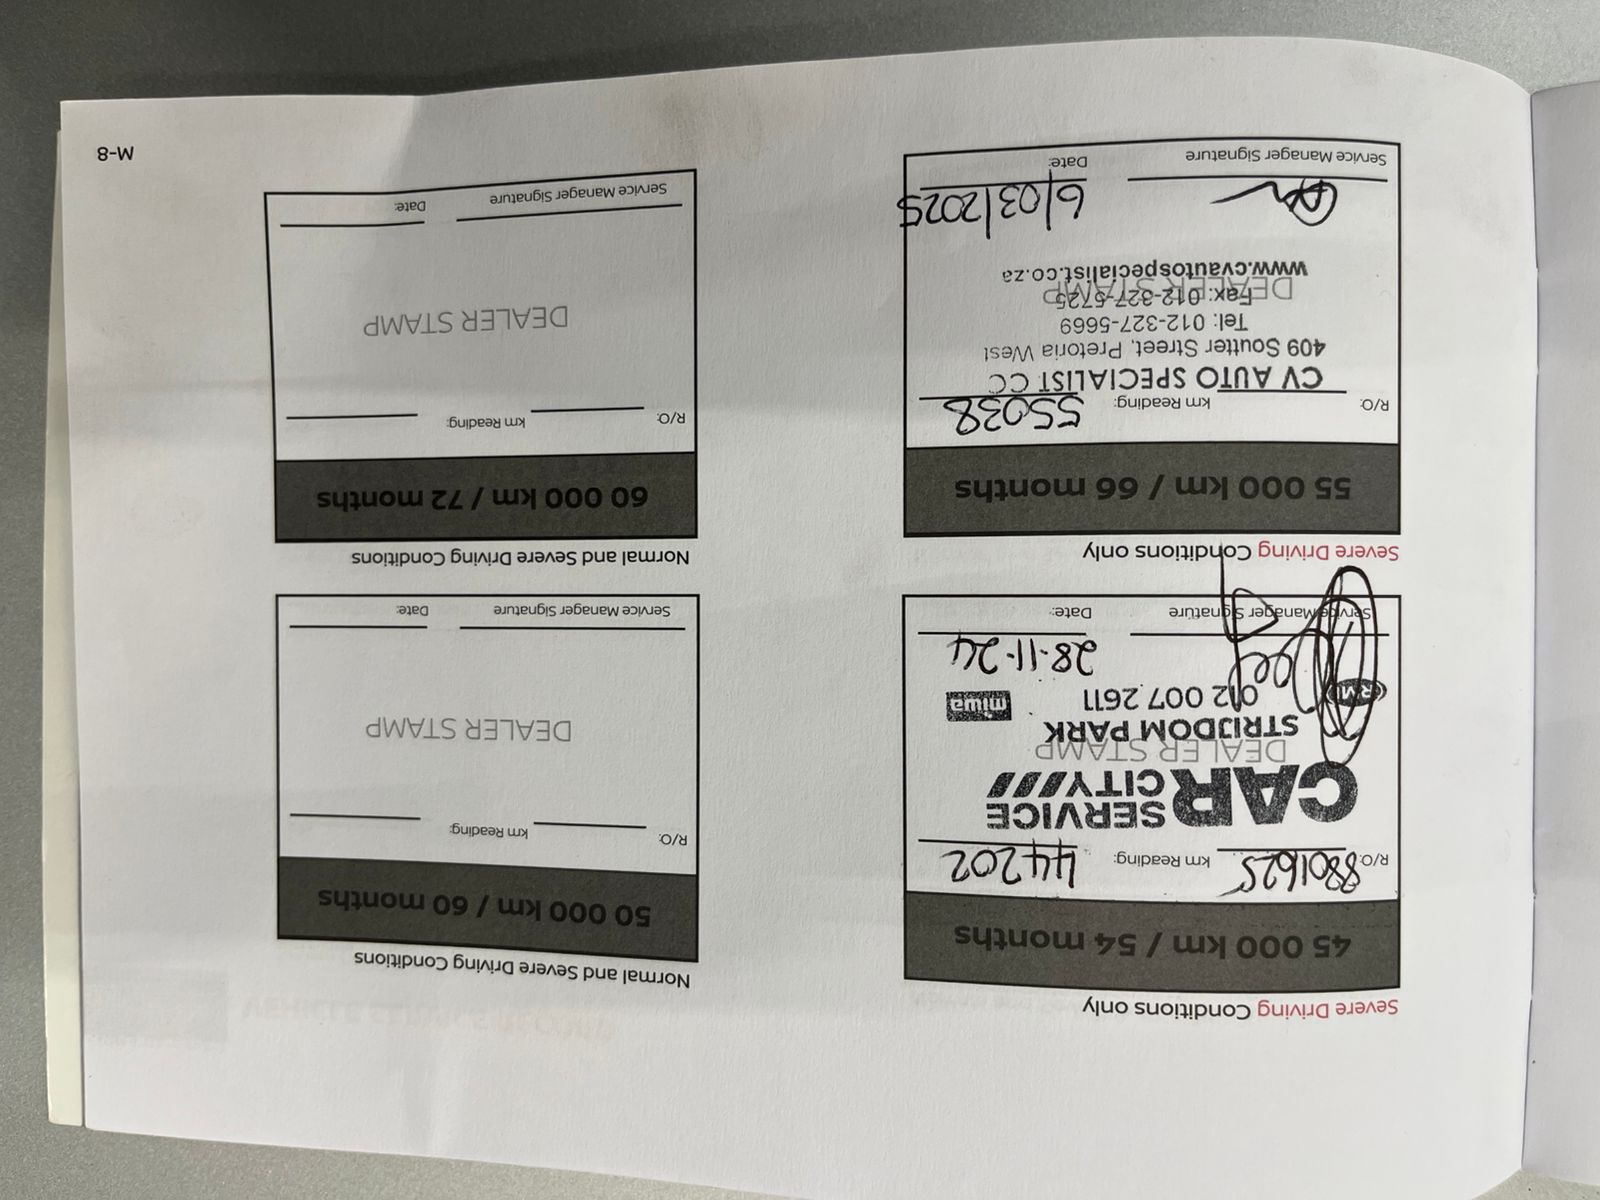 Severe Driving Conditions only
45 000 km / 54 months
R/O: 8801625 km Reading: 44202
CAR SERVICE CITY
DEALER STAMP
STRIJDOM PARK
RMI 012 007 2611 miwa
28-11-24
Service Manager Signature Date:
Severe Driving Conditions only
55 000 km / 66 months
R/O: km Reading: 55038
CV AUTO SPECIALIST CC
409 Soutter Street, Pretoria West
Tel: 012-327-5669
Fax: 012-327-5725
DEALER STAMP
www.cvautospecialist.co.za
6/03/2025
Service Manager Signature Date:
Normal and Severe Driving Conditions
50 000 km / 60 months
R/O: km Reading:
DEALER STAMP
Service Manager Signature Date:
Normal and Severe Driving Conditions
60 000 km / 72 months
R/O: km Reading:
DEALER STAMP
Service Manager Signature Date:
M-8